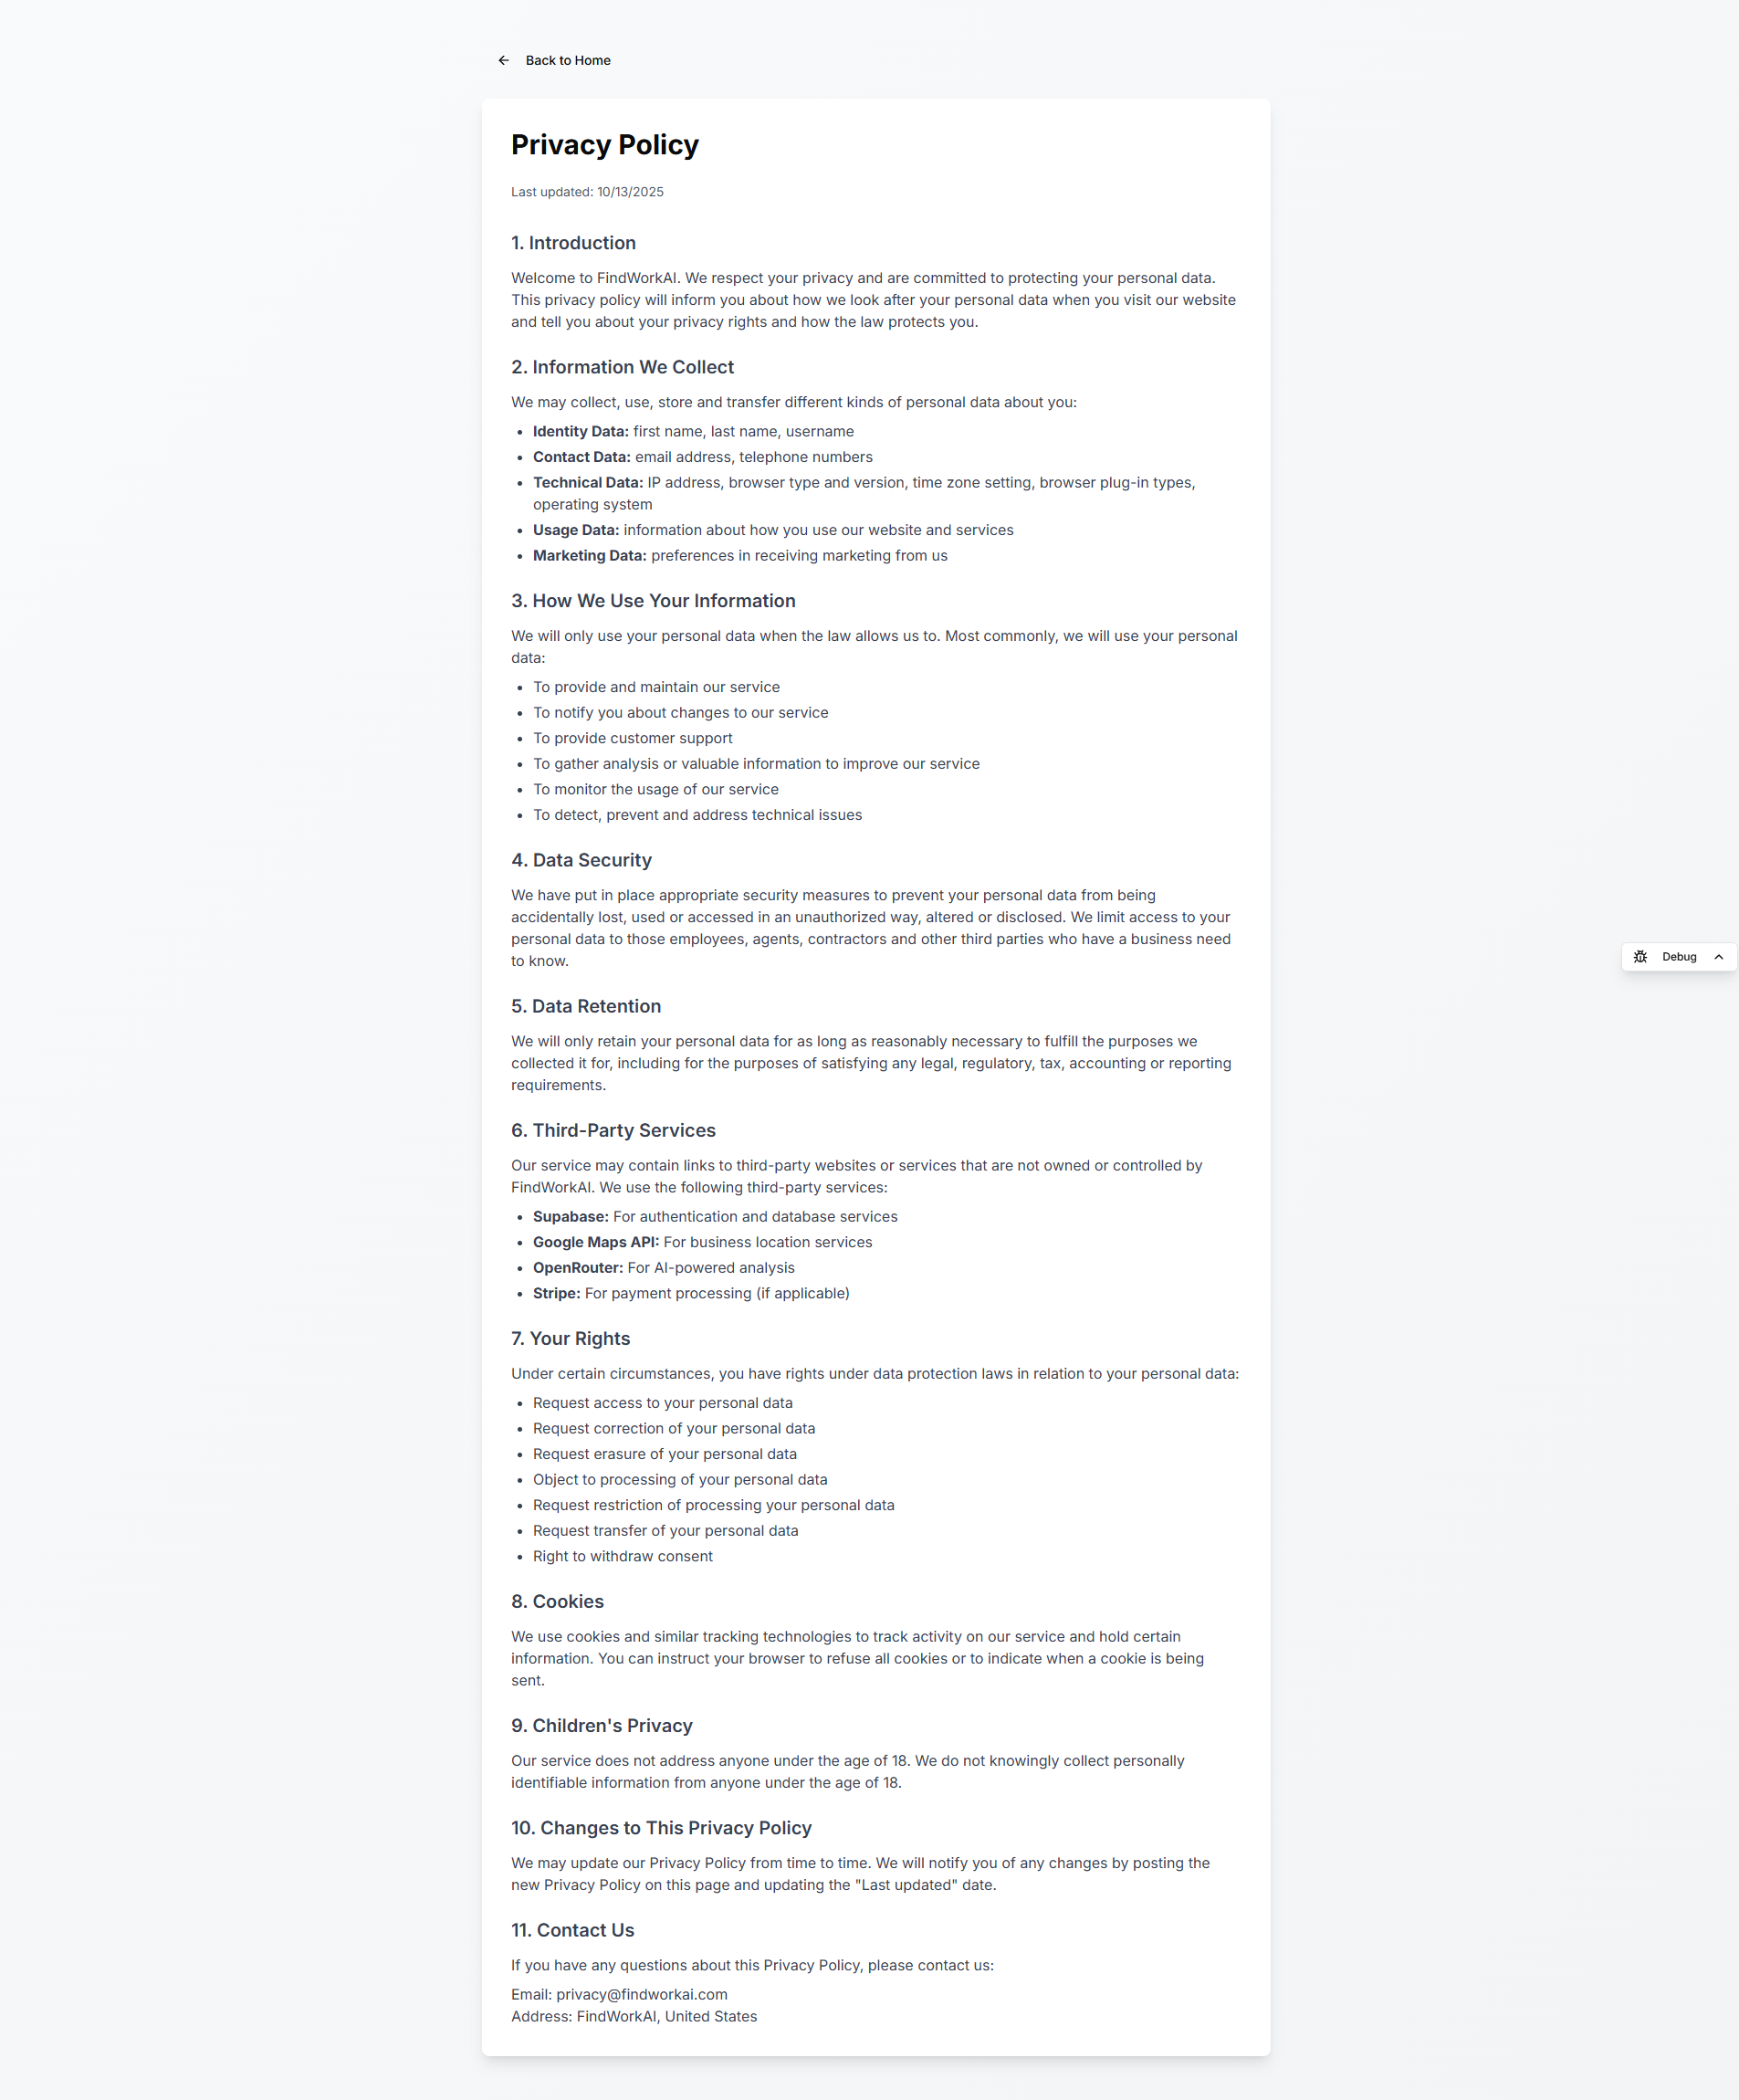 Back to Home
Privacy Policy
Last updated: 10/13/2025
1. Introduction
Welcome to FindWorkAI. We respect your privacy and are committed to protecting your personal data.
This privacy policy will inform you about how we look after your personal data when you visit our website
and tell you about your privacy rights and how the law protects you.
2. Information We Collect
We may collect, use, store and transfer different kinds of personal data about you:
• Identity Data: first name, last name, username
• Contact Data: email address, telephone numbers
• Technical Data: IP address, browser type and version, time zone setting, browser plug-in types,
operating system
• Usage Data: information about how you use our website and services
• Marketing Data: preferences in receiving marketing from us
3. How We Use Your Information
We will only use your personal data when the law allows us to. Most commonly, we will use your personal
data:
• To provide and maintain our service
• To notify you about changes to our service
• To provide customer support
• To gather analysis or valuable information to improve our service
• To monitor the usage of our service
• To detect, prevent and address technical issues
4. Data Security
We have put in place appropriate security measures to prevent your personal data from being
accidentally lost, used or accessed in an unauthorized way, altered or disclosed. We limit access to your
personal data to those employees, agents, contractors and other third parties who have a business need
to know.
Debug
5. Data Retention
We will only retain your personal data for as long as reasonably necessary to fulfill the purposes we
collected it for, including for the purposes of satisfying any legal, regulatory, tax, accounting or reporting
requirements.
6. Third-Party Services
Our service may contain links to third-party websites or services that are not owned or controlled by
FindWorkAI. We use the following third-party services:
• Supabase: For authentication and database services
• Google Maps API: For business location services
• OpenRouter: For AI-powered analysis
• Stripe: For payment processing (if applicable)
7. Your Rights
Under certain circumstances, you have rights under data protection laws in relation to your personal data:
• Request access to your personal data
• Request correction of your personal data
• Request erasure of your personal data
• Object to processing of your personal data
• Request restriction of processing your personal data
• Request transfer of your personal data
• Right to withdraw consent
8. Cookies
We use cookies and similar tracking technologies to track activity on our service and hold certain
information. You can instruct your browser to refuse all cookies or to indicate when a cookie is being
sent.
9. Children's Privacy
Our service does not address anyone under the age of 18. We do not knowingly collect personally
identifiable information from anyone under the age of 18.
10. Changes to This Privacy Policy
We may update our Privacy Policy from time to time. We will notify you of any changes by posting the
new Privacy Policy on this page and updating the "Last updated" date.
11. Contact Us
If you have any questions about this Privacy Policy, please contact us:
Email: privacy@findworkai.com
Address: FindWorkAI, United States